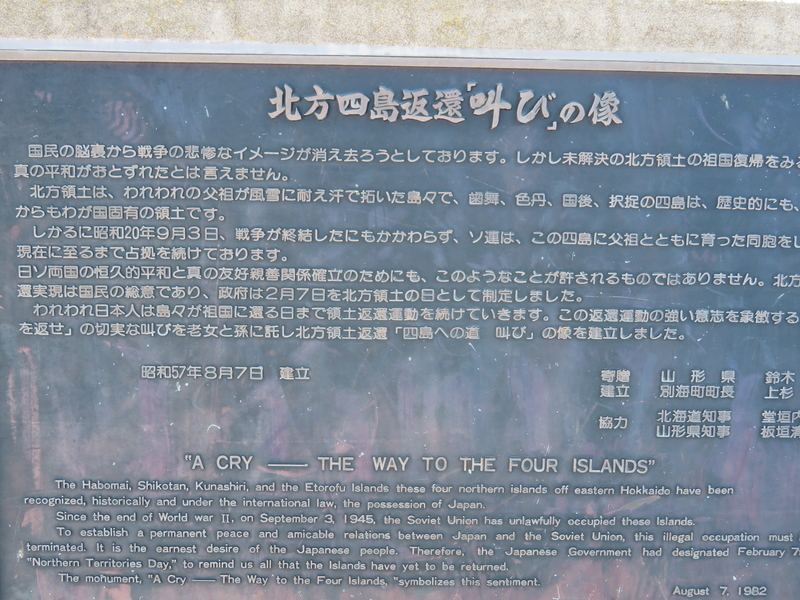 北方四島返還「叫び」の像
国民の脳裏から戦争の悲惨なイメージが消え去ろうとしております。しかし未解決の北方領土の祖国復帰をみる
真の平和がおとずれたとは言えません。
北方領土は、われわれの父祖が風雪に耐え汗で拓いた島々で、歯舞、色丹、国後、択捉の四島は、歴史的にも、
からもわが国固有の領土です。
しかるに昭和20年9月3日、戦争が終結したにもかかわらず、ソ連は、この四島に父祖とともに育った同胞をし
現在に至るまで占拠を続けております。
日ソ両国の恒久的平和と真の友好親善関係確立のためにも、このようなことが許されるものではありません。北方
還実現は国民の総意であり、政府は2月7日を北方領土の日として制定しました。
われわれ日本人は島々が祖国に還る日まで領土返還運動を続けていきます。この返還運動の強い意志を象徴する
を返せ」の切実な叫びを老女と孫に託し北方領土返還「四島への道 叫び」の像を建立しました。
昭和57年8月7日 建立
寄贈 山形県 鈴木
建立 別海町町長 上杉
協力 北海道知事 堂垣内
山形県知事 板垣清
"A CRY —— THE WAY TO THE FOUR ISLANDS"
The Habomai, Shikotan, Kunashiri, and the Etorofu Islands these four northern islands off eastern Hokkaido have been
recognized, historically and under the international law, the possession of Japan.
Since the end of World war II, on September 3, 1945, the Soviet Union has unlawfully occupied these Islands.
To establish a permanent peace and amicable relations between Japan and the Soviet Union, this illegal occupation must
terminated. It is the earnest desire of the Japanese people. Therefore, the Japanese Government had designated February 7
"Northern Territories Day," to remind us all that the Islands have yet to be returned.
The mohument, "A Cry —— The Way to the Four Islands, "symbolizes this sentiment.
August 7, 1982